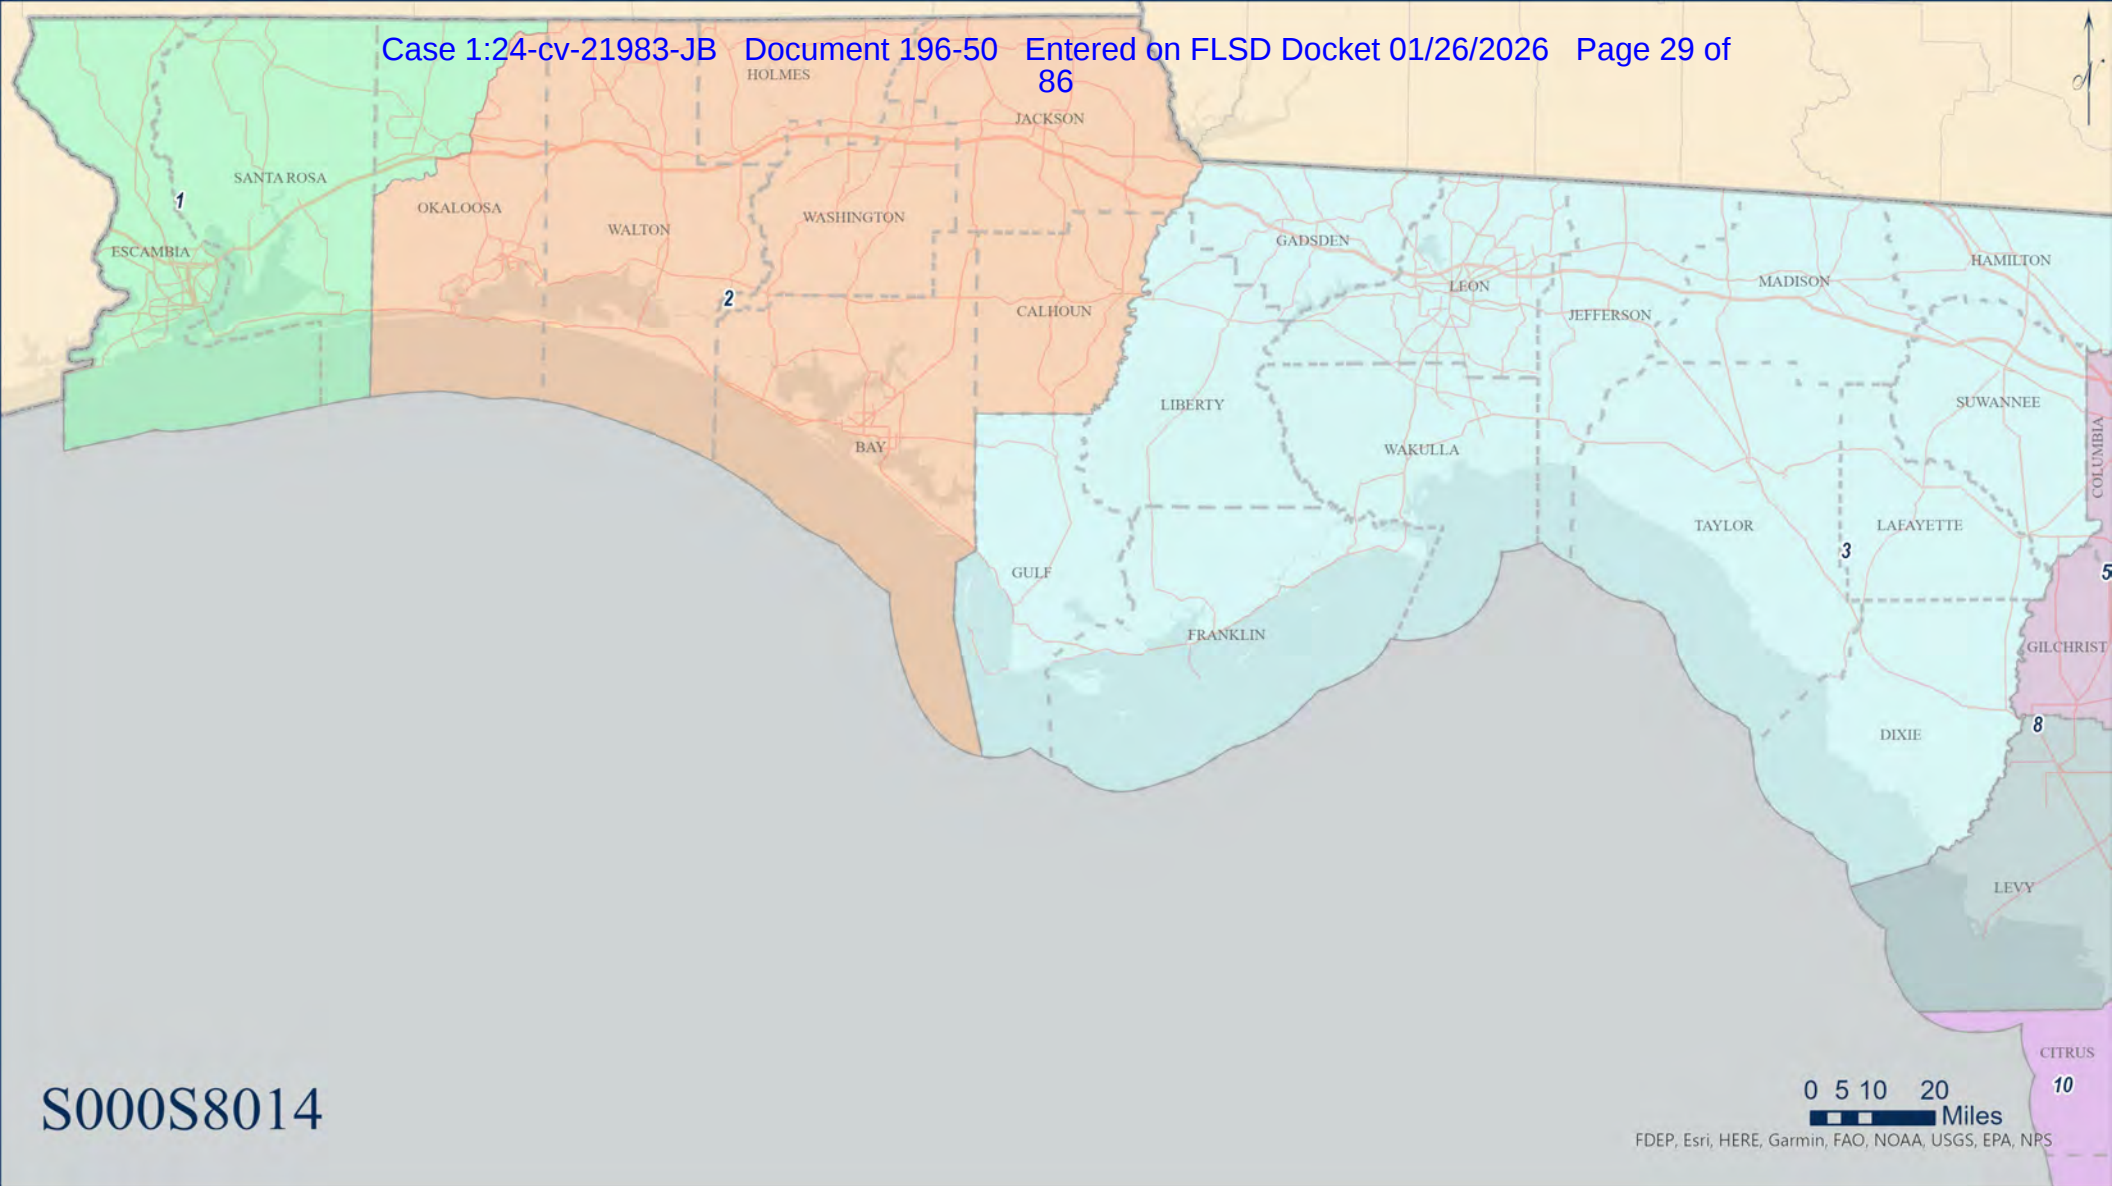 Case 1:24-cv-21983-JB Document 196-50 Entered on FLSD Docket 01/26/2026 Page 29 of
86
N
HOLMES
JACKSON
SANTA ROSA
1
OKALOOSA
WALTON
WASHINGTON
ESCAMBIA
GADSDEN
LEON
HAMILTON
MADISON
2
CALHOUN
JEFFERSON
LIBERTY
SUWANNEE
COLUMBIA
BAY
WAKULLA
TAYLOR
LAFAYETTE
3
5
GULF
FRANKLIN
GILCHRIST
8
DIXIE
LEVY
CITRUS
10
S000S8014
0 5 10 20
Miles
FDEP, Esri, HERE, Garmin, FAO, NOAA, USGS, EPA, NPS